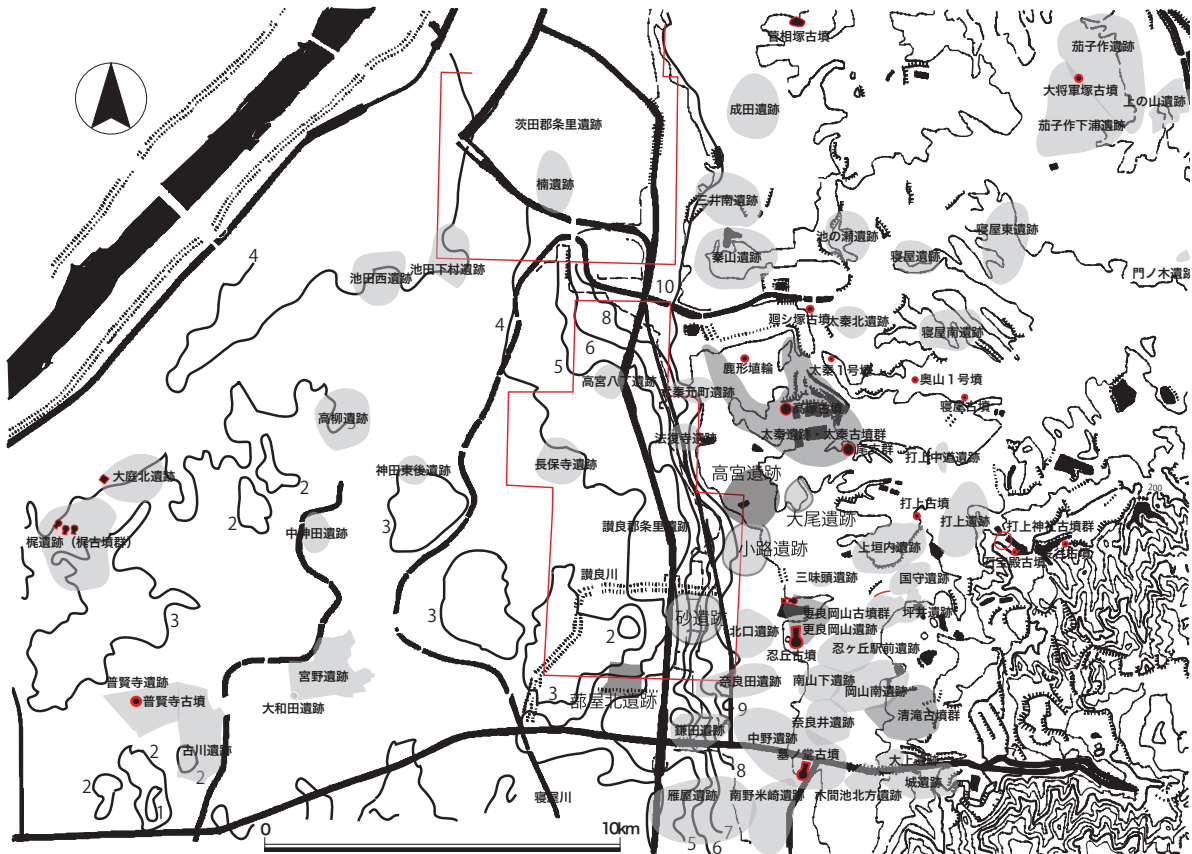 菅相塚古墳
茄子作遺跡
大将軍塚古墳
上の山遺跡
茄子作下浦遺跡
成田遺跡
茨田郡条里遺跡
楠遺跡
三井南遺跡
池の瀬遺跡
寝屋東遺跡
秦山遺跡
寝屋遺跡
門ノ木遺跡
池田西遺跡
池田下村遺跡
4
10
4
8
6
5
廻シ塚古墳
太秦北遺跡
寝屋南遺跡
鹿形埴輪
太秦1号墳
奥山1号墳
寝屋古墳
高宮八丁遺跡
太秦元町遺跡
高柳遺跡
太秦遺跡・太秦古墳群
法復寺遺跡
打上中道遺跡
長保寺遺跡
神田東後遺跡
大庭北遺跡
高宮遺跡
大尾遺跡
200
2
2
3
中神田遺跡
梶遺跡（梶古墳群）
讃良郡条里遺跡
小路遺跡
打上古墳
打上遺跡
打上神社古墳群
石宝殿古墳
上垣内遺跡
讃良川
三味頭遺跡
国守遺跡
坪井遺跡
更良岡山古墳群
更良岡山遺跡
砂遺跡
北口遺跡
忍丘古墳
忍ヶ丘駅前遺跡
3
3
2
宮野遺跡
普賢寺遺跡
普賢寺古墳
大和田遺跡
3
部屋北遺跡
奈良田遺跡
南山下遺跡
岡山南遺跡
清滝古墳群
奈良井遺跡
9
鎌田遺跡
中野遺跡
墓ノ堂古墳
大上遺跡
城遺跡
古川遺跡
2
2
2
1
8
寝屋川
雁屋遺跡
南野米崎遺跡
木間池北方遺跡
7
5
6
0
10km